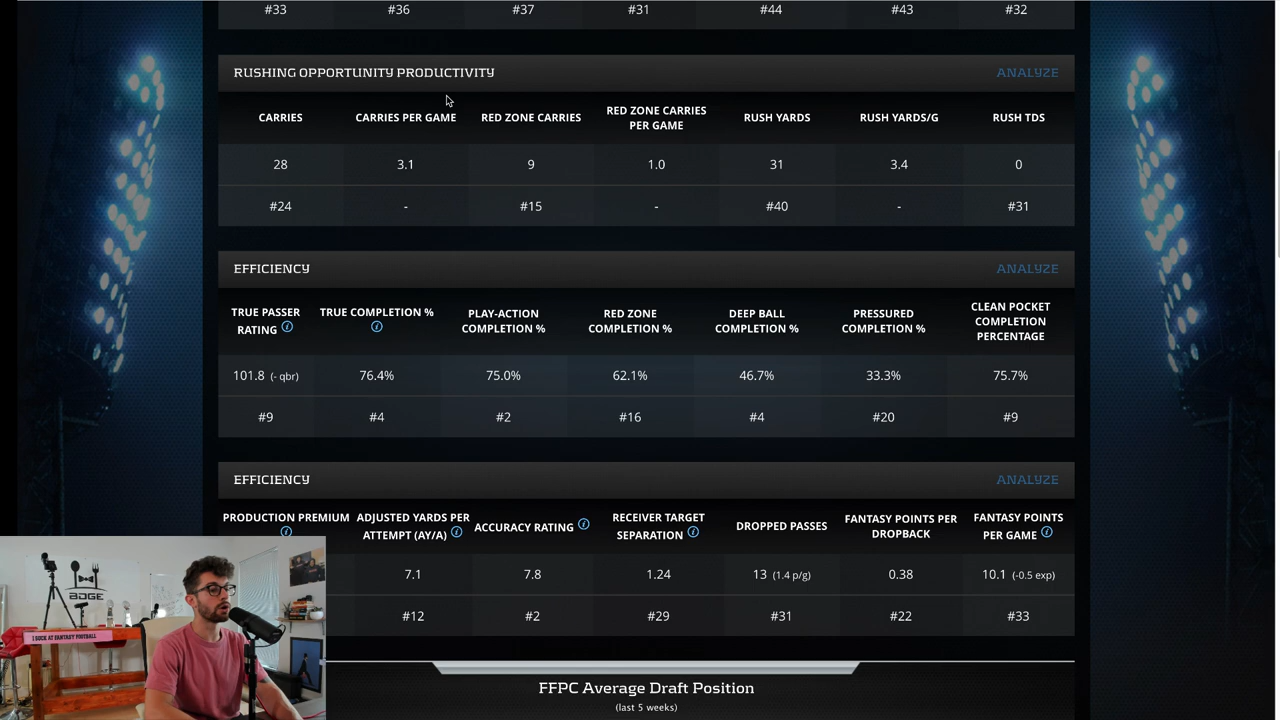 #33 #36 #37 #31 #44 #43 #32
RUSHING OPPORTUNITY PRODUCTIVITY ANALYZE
CARRIES CARRIES PER GAME RED ZONE CARRIES RED ZONE CARRIES PER GAME RUSH YARDS RUSH YARDS/G RUSH TDS
28 3.1 9 1.0 31 3.4 0
#24 - #15 - #40 - #31
EFFICIENCY ANALYZE
TRUE PASSER RATING TRUE COMPLETION % PLAY-ACTION COMPLETION % RED ZONE COMPLETION % DEEP BALL COMPLETION % PRESSURED COMPLETION % CLEAN POCKET COMPLETION PERCENTAGE
101.8 (- qbr) 76.4% 75.0% 62.1% 46.7% 33.3% 75.7%
#9 #4 #2 #16 #4 #20 #9
EFFICIENCY ANALYZE
PRODUCTION PREMIUM ADJUSTED YARDS PER ATTEMPT (AY/A) ACCURACY RATING RECEIVER TARGET SEPARATION DROPPED PASSES FANTASY POINTS PER DROPBACK FANTASY POINTS PER GAME
7.1 7.8 1.24 13 (1.4 p/g) 0.38 10.1 (-0.5 exp)
#12 #2 #29 #31 #22 #33
BDGE
I SUCK AT FANTASY FOOTBALL
FFPC Average Draft Position
(last 5 weeks)